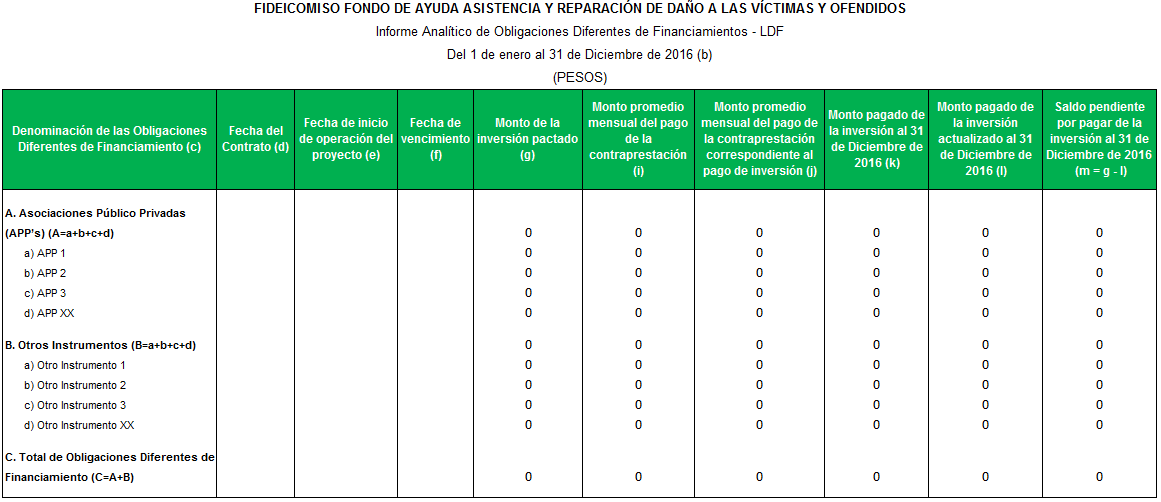 FIDEICOMISO FONDO DE AYUDA ASISTENCIA Y REPARACIÓN DE DAÑO A LAS VÍCTIMAS Y OFENDIDOS
Informe Analítico de Obligaciones Diferentes de Financiamientos - LDF
Del 1 de enero al 31 de Diciembre de 2016 (b)
(PESOS)
Denominación de las Obligaciones
Diferentes de Financiamiento (c)
Fecha del
Contrato (d)
Fecha de inicio
de operación del
proyecto (e)
Fecha de
vencimiento
(f)
Monto de la
inversión pactado
(g)
Monto promedio
mensual del pago
de la
contraprestación
(i)
Monto promedio
mensual del pago de
la contraprestación
correspondiente al
pago de inversión (j)
Monto pagado de
la inversión al 31
de Diciembre de
2016 (k)
Monto pagado de
la inversión
actualizado al 31
de Diciembre de
2016 (l)
Saldo pendiente
por pagar de la
inversión al 31 de
Diciembre de 2016
(m = g - l)
A. Asociaciones Público Privadas
(APP's) (A=a+b+c+d) 0 0 0 0 0 0
a) APP 1 0 0 0 0 0 0
b) APP 2 0 0 0 0 0 0
c) APP 3 0 0 0 0 0 0
d) APP XX 0 0 0 0 0 0
B. Otros Instrumentos (B=a+b+c+d) 0 0 0 0 0 0
a) Otro Instrumento 1 0 0 0 0 0 0
b) Otro Instrumento 2 0 0 0 0 0 0
c) Otro Instrumento 3 0 0 0 0 0 0
d) Otro Instrumento XX 0 0 0 0 0 0
C. Total de Obligaciones Diferentes de
Financiamiento (C=A+B) 0 0 0 0 0 0